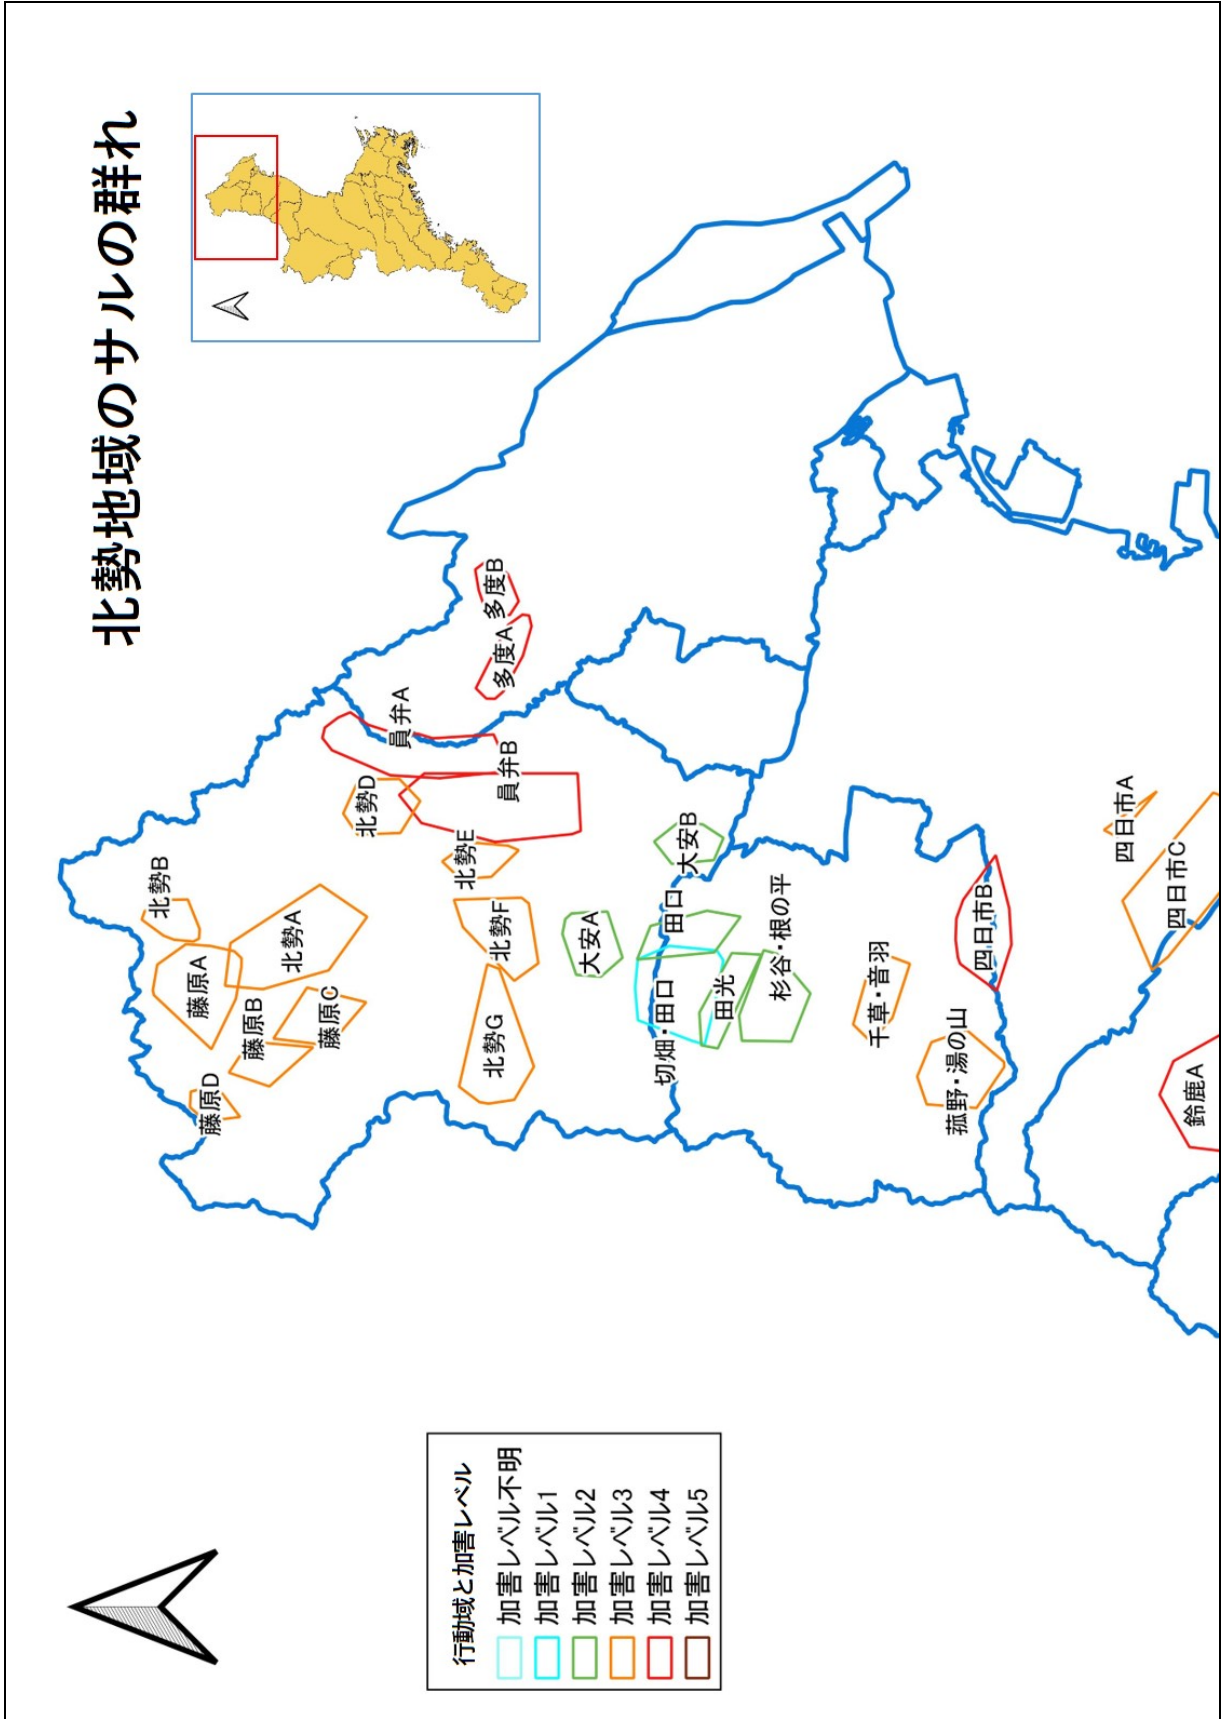 北勢地域のサルの群れ
北勢B
藤原A
北勢A
藤原B
藤原C
藤原D
北勢D
員弁A
員弁B
北勢E
北勢F
北勢G
多度A
多度B
大安A
大安B
田口
切畑・田口
田光
杉谷・根の平
千草・音羽
菰野・湯の山
四日市B
四日市A
四日市C
鈴鹿A
行動域と加害レベル
加害レベル不明
加害レベル1
加害レベル2
加害レベル3
加害レベル4
加害レベル5